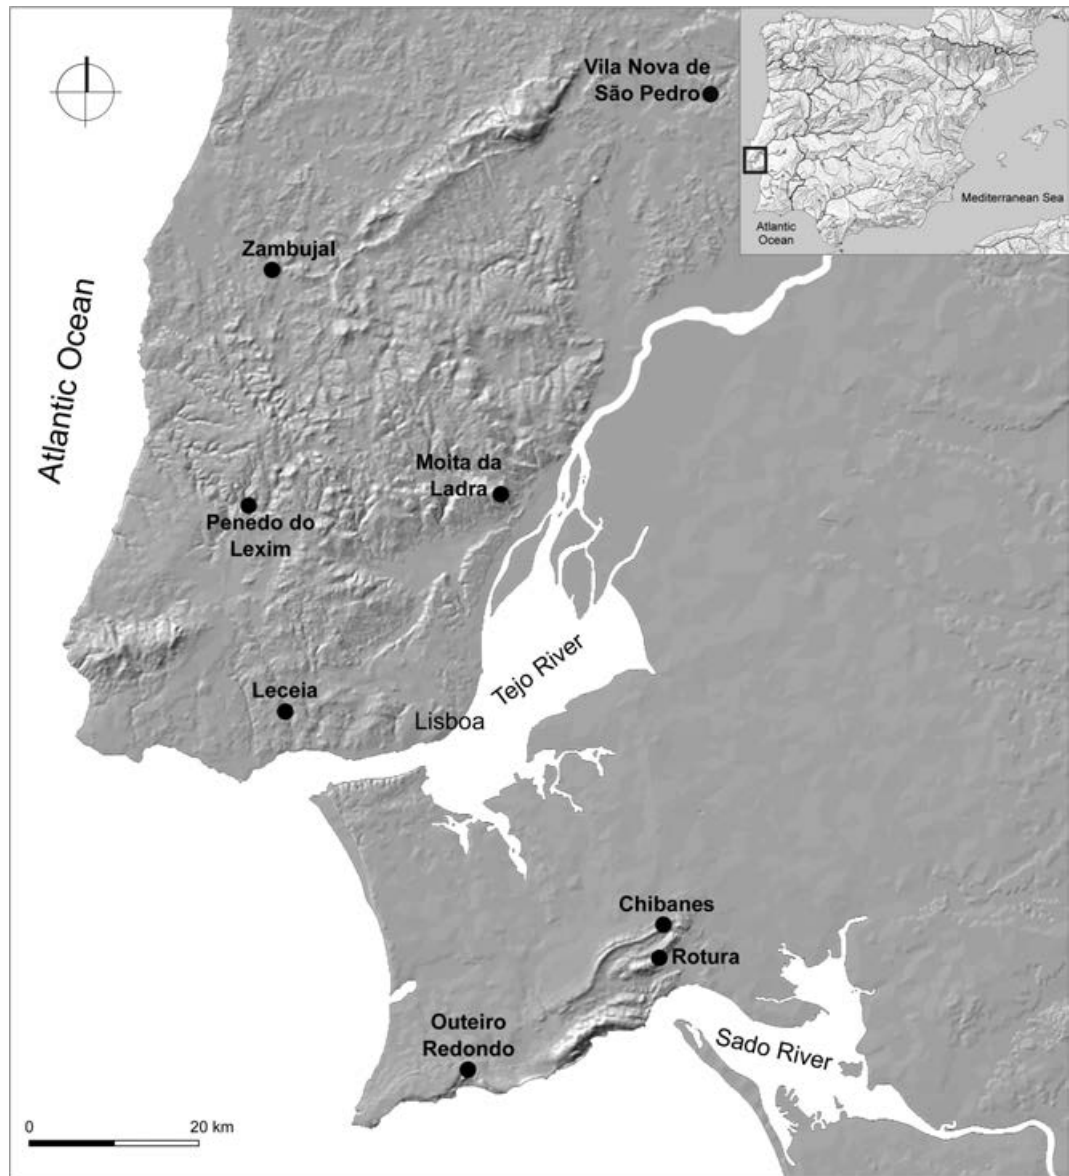 Vila Nova de
São Pedro
Mediterranean Sea
Atlantic
Ocean
Zambujal
Atlantic Ocean
Moita da
Ladra
Penedo do
Lexim
Tejo River
Leceia
Lisboa
Chibanes
Rotura
Outeiro
Redondo
Sado River
0 20 km